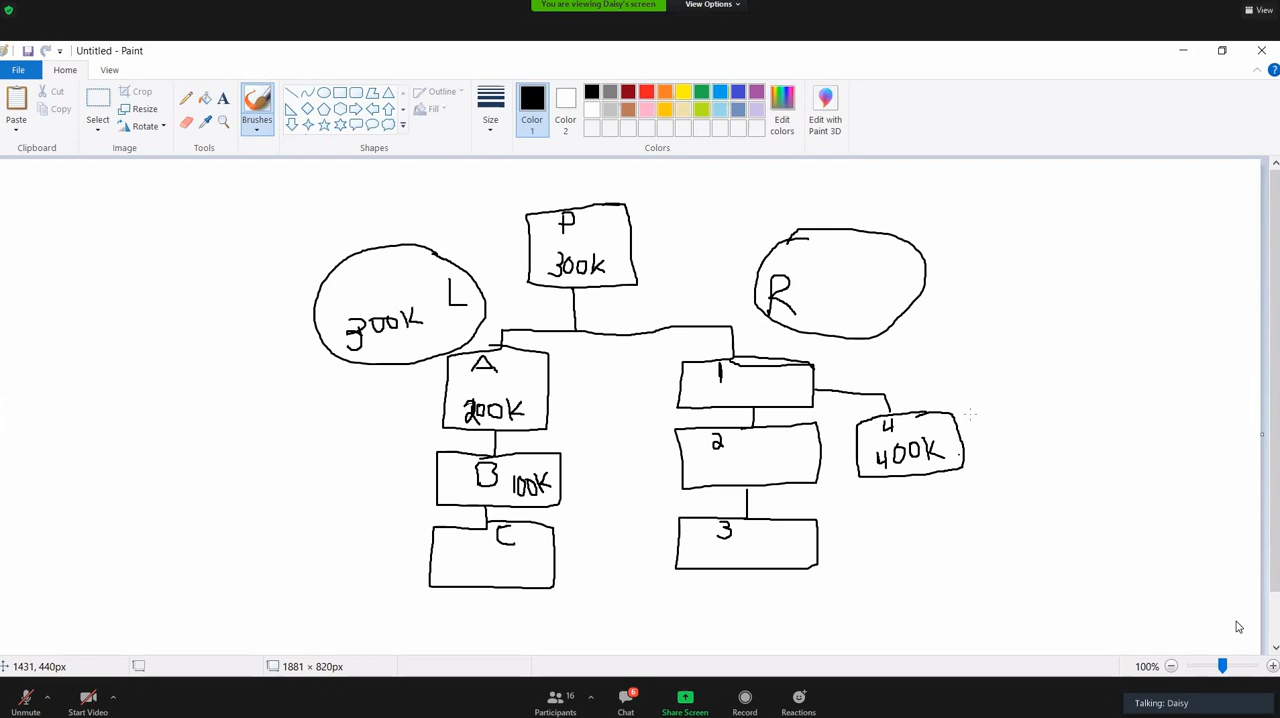 You are viewing Daisy's screen
View Options
View
Untitled - Paint
File
Home
View
Paste
Cut
Copy
Clipboard
Select
Crop
Resize
Rotate
Image
Tools
Brushes
Outline
Fill
Shapes
Size
Color
1
Color
2
Edit
colors
Edit with
Paint 3D
Colors
P
300K
L
300K
R
A
200K
1
4
400K
2
B 100K
C
3
1431, 440px
1881 × 820px
100%
Unmute
Start Video
16
Participants
6
Chat
Share Screen
Record
Reactions
Talking: Daisy